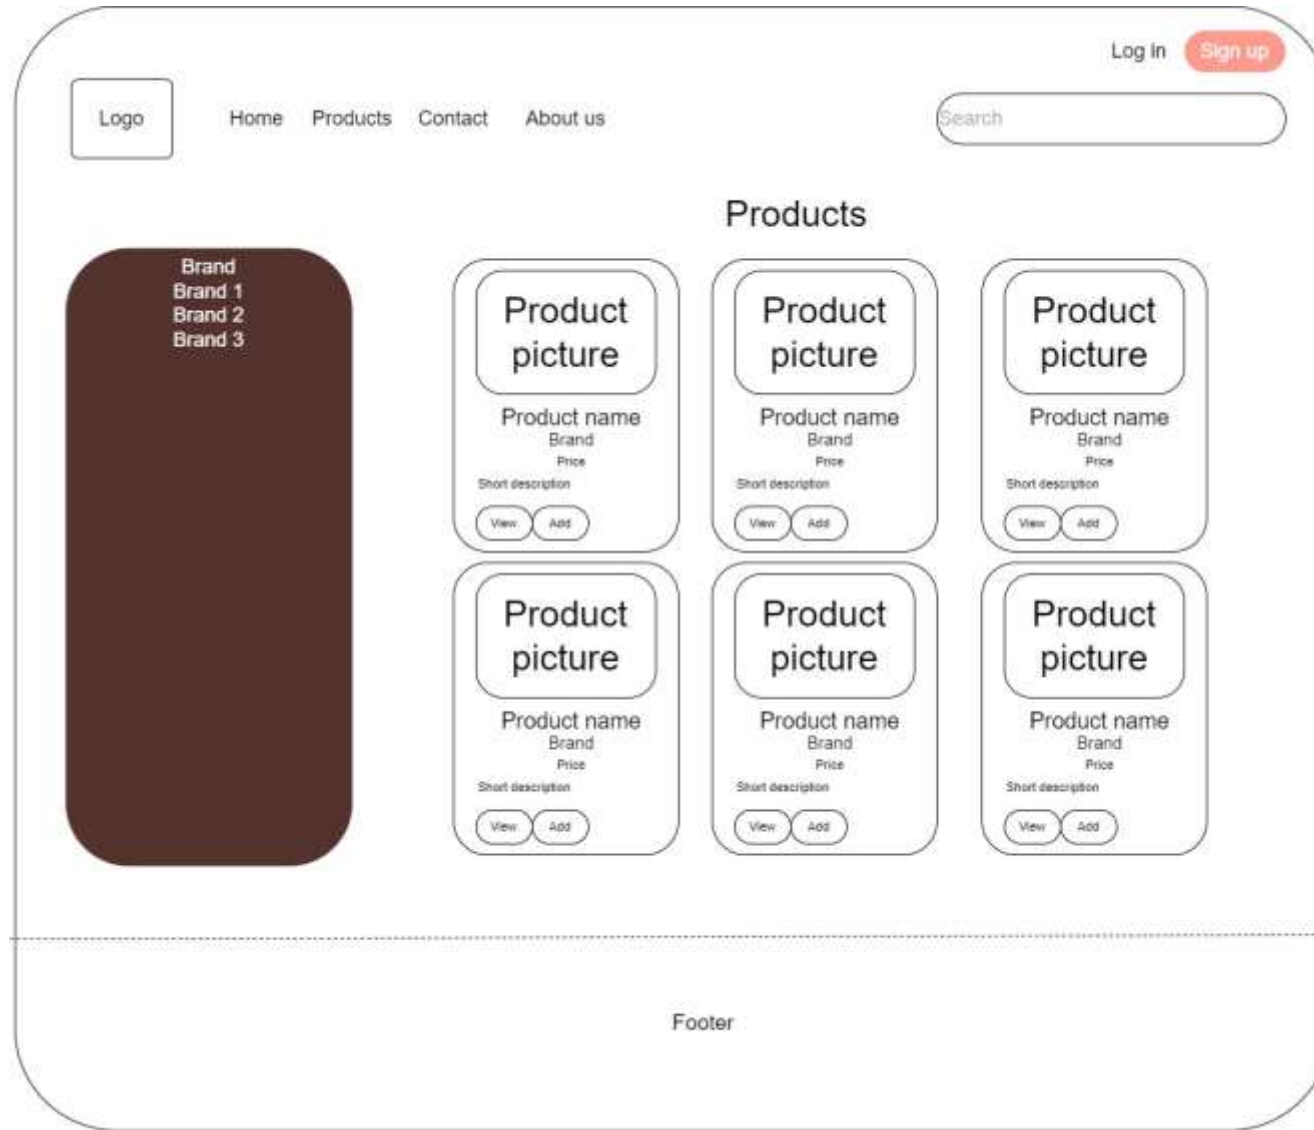 Log in
Sign up
Logo
Home
Products
Contact
About us
Search
Products
Brand
Brand 1
Brand 2
Brand 3
Product
picture
Product name
Brand
Price
Short description
View
Add
Product
picture
Product name
Brand
Price
Short description
View
Add
Product
picture
Product name
Brand
Price
Short description
View
Add
Product
picture
Product name
Brand
Price
Short description
View
Add
Product
picture
Product name
Brand
Price
Short description
View
Add
Product
picture
Product name
Brand
Price
Short description
View
Add
Footer